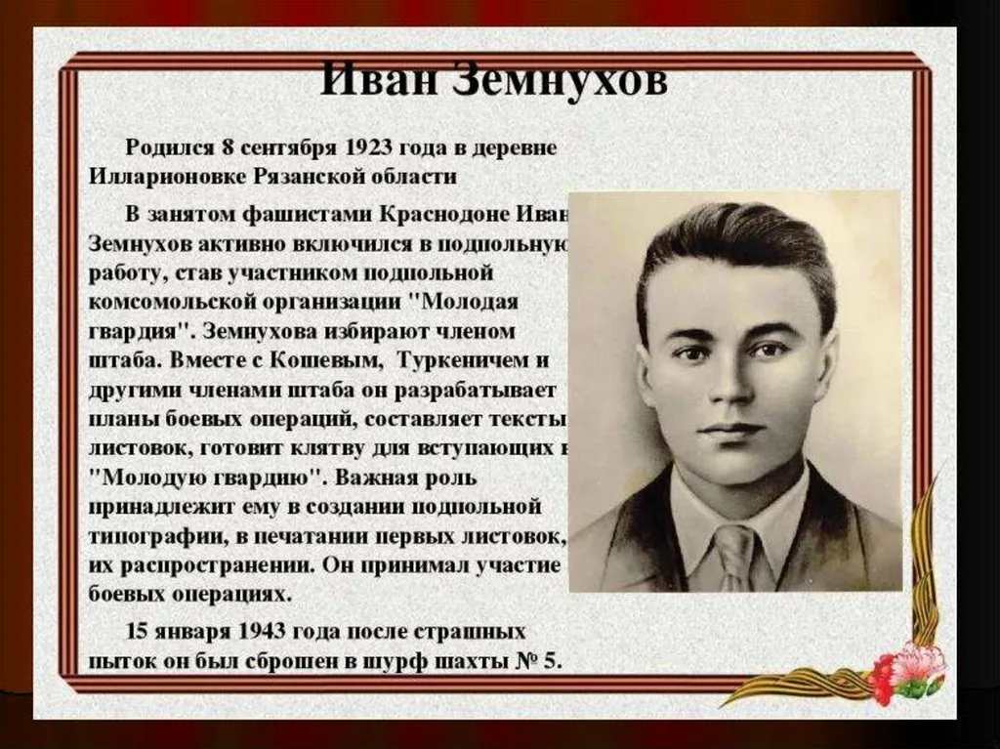 Иван Земнухов
Родился 8 сентября 1923 года в деревне
Илларионовке Рязанской области
В занятом фашистами Краснодоне Иван
Земнухов активно включился в подпольную
работу, став участником подпольной
комсомольской организации "Молодая
гвардия". Земнухова избирают членом
штаба. Вместе с Кошевым, Туркеничем и
другими членами штаба он разрабатывает
планы боевых операций, составляет тексты
листовок, готовит клятву для вступающих в
"Молодую гвардию". Важная роль
принадлежит ему в создании подпольной
типографии, в печатании первых листовок,
их распространении. Он принимал участие
боевых операциях.
15 января 1943 года после страшных
пыток он был сброшен в шурф шахты № 5.